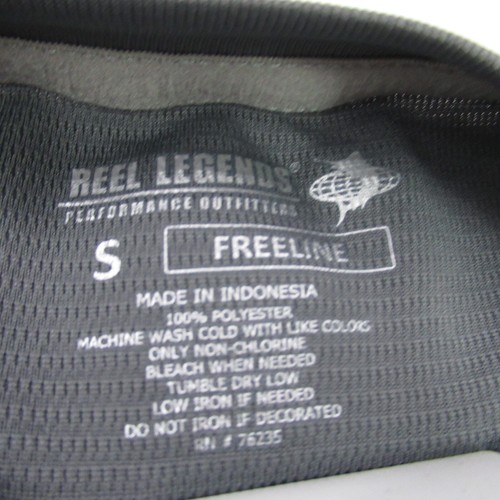 REEL LEGENDS®
PERFORMANCE OUTFITTERS
S FREELINE
MADE IN INDONESIA
100% POLYESTER
MACHINE WASH COLD WITH LIKE COLORS
ONLY NON-CHLORINE
BLEACH WHEN NEEDED
TUMBLE DRY LOW
LOW IRON IF NEEDED
DO NOT IRON IF DECORATED
RN # 76235